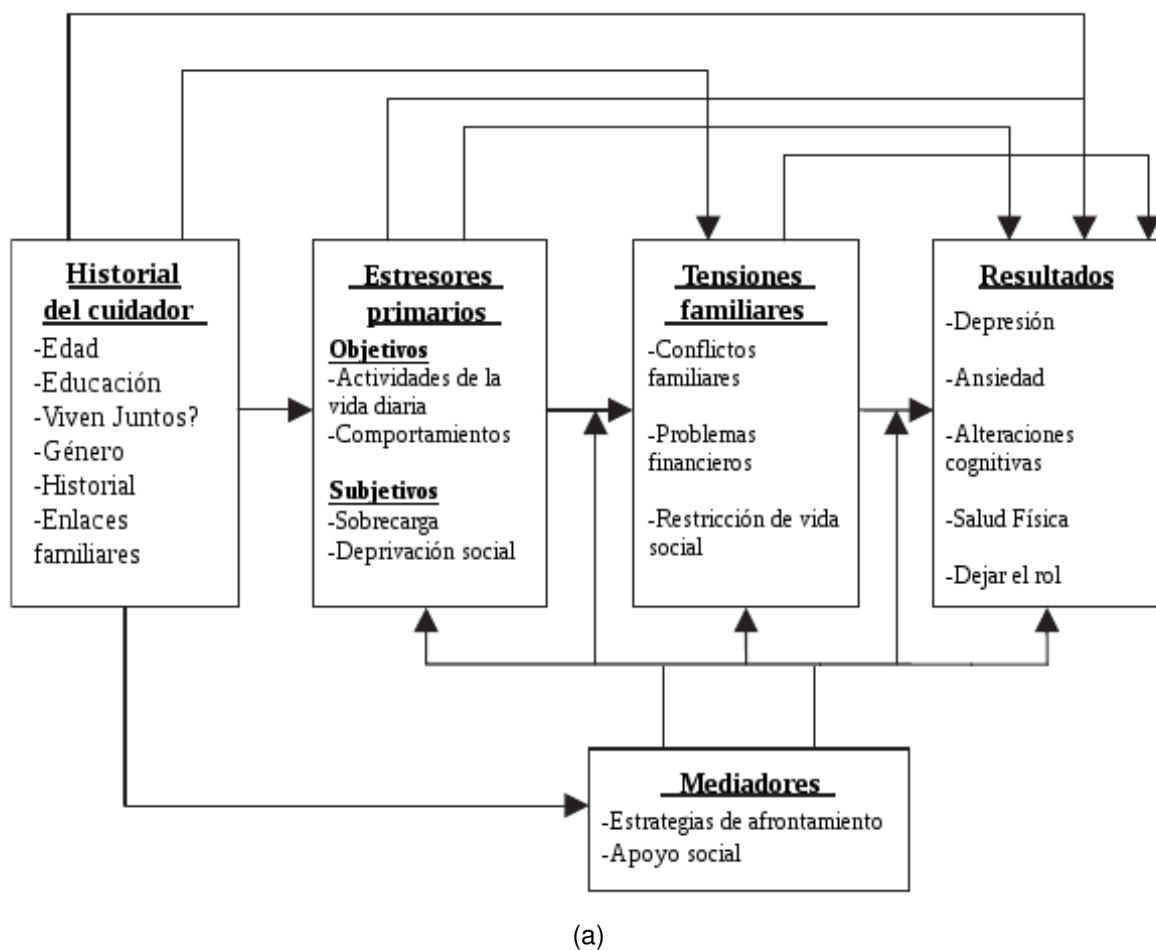 Historial
del cuidador
-Edad
-Educación
-Viven Juntos?
-Género
-Historial
-Enlaces
familiares
Estresores
primarios
Objetivos
-Actividades de la
vida diaria
-Comportamientos
Subjetivos
-Sobrecarga
-Deprivación social
Tensiones
familiares
-Conflictos
familiares
-Problemas
financieros
-Restricción de vida
social
Resultados
-Depresión
-Ansiedad
-Alteraciones
cognitivas
-Salud Física
-Dejar el rol
Mediadores
-Estrategias de afrontamiento
-Apoyo social
(a)